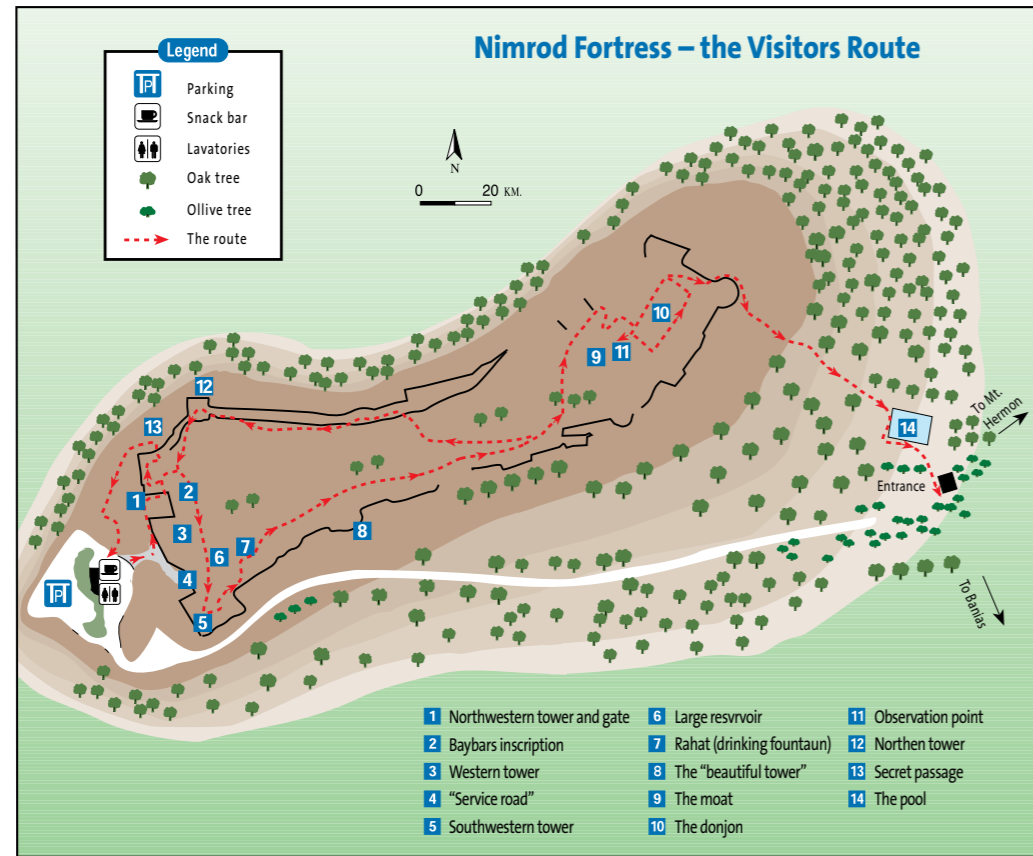 Nimrod Fortress – the Visitors Route
Legend
P
Parking
Snack bar
Lavatories
Oak tree
Ollive tree
The route
N
0 20 KM.
12
13
1
2
3
4
5
6
7
8
9
10
11
14
To Mt.
Hermon
Entrance
To Banias
P
1 Northwestern tower and gate
2 Baybars inscription
3 Western tower
4 "Service road"
5 Southwestern tower
6 Large resvrvoir
7 Rahat (drinking fountaun)
8 The "beautiful tower"
9 The moat
10 The donjon
11 Observation point
12 Northen tower
13 Secret passage
14 The pool